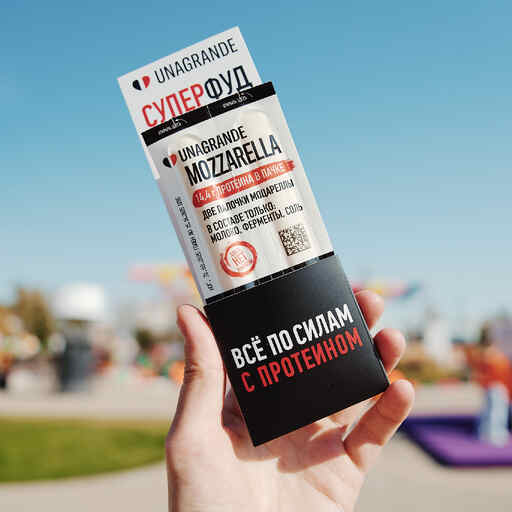 UNAGRANDE
СУПЕРФУД
UNAGRANDE
MOZZARELLA
14,4 г ПРОТЕИНА В ПАЧКЕ
ДВЕ ПАЛОЧКИ МОЦАРЕЛЛЫ
В СОСТАВЕ ТОЛЬКО:
МОЛОКО, ФЕРМЕНТЫ, СОЛЬ
НЕТ
ВСЁ ПО СИЛАМ
С ПРОТЕИНОМ